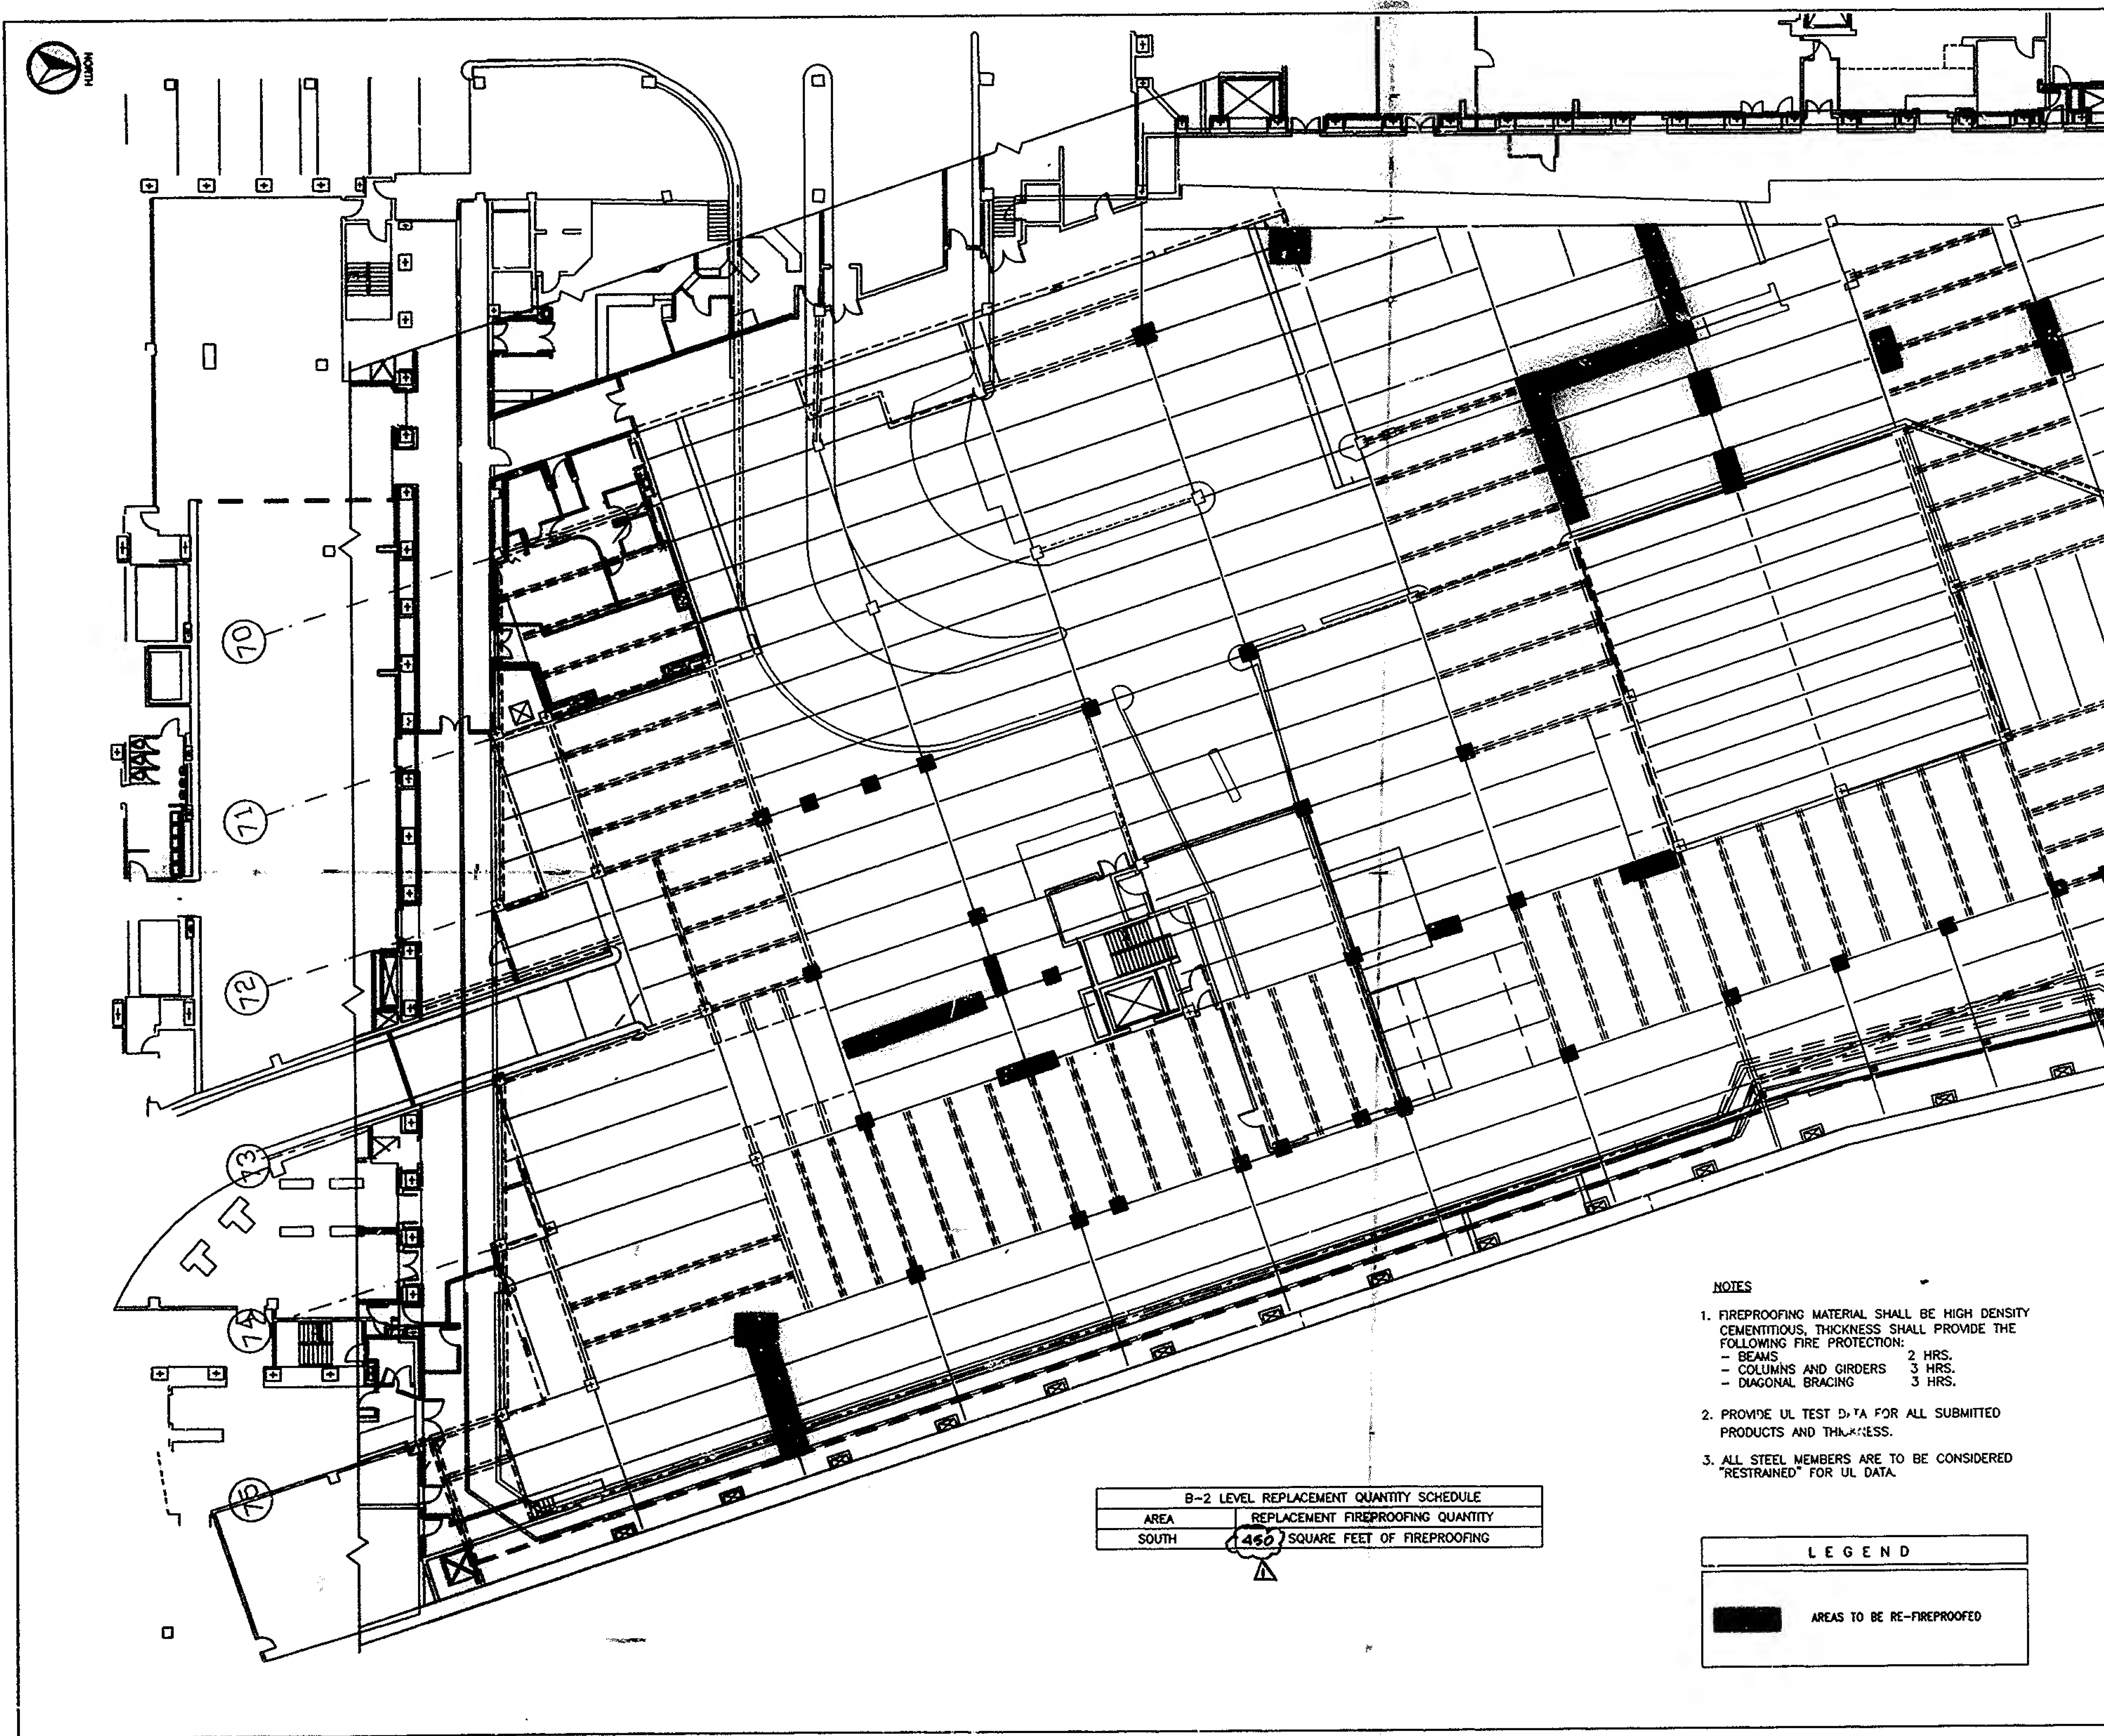 NORTH
70
71
72
73
74
75
NOTES
1. FIREPROOFING MATERIAL SHALL BE HIGH DENSITY
CEMENTITIOUS, THICKNESS SHALL PROVIDE THE
FOLLOWING FIRE PROTECTION:
- BEAMS 2 HRS.
- COLUMNS AND GIRDERS 3 HRS.
- DIAGONAL BRACING 3 HRS.
2. PROVIDE UL TEST DATA FOR ALL SUBMITTED
PRODUCTS AND THICKNESS.
3. ALL STEEL MEMBERS ARE TO BE CONSIDERED
"RESTRAINED" FOR UL DATA.
B-2 LEVEL REPLACEMENT QUANTITY SCHEDULE
AREA REPLACEMENT FIREPROOFING QUANTITY
SOUTH 450 SQUARE FEET OF FIREPROOFING
1
LEGEND
AREAS TO BE RE-FIREPROOFED